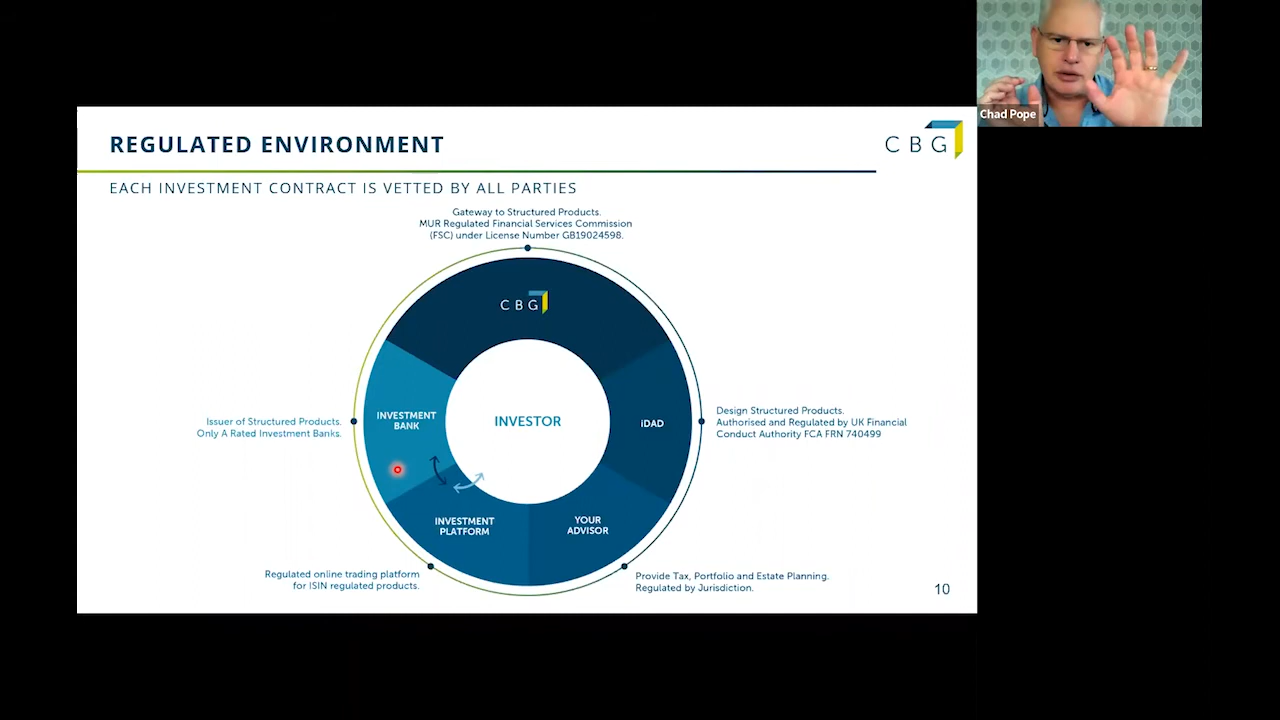 Chad Pope
REGULATED ENVIRONMENT
CBG
EACH INVESTMENT CONTRACT IS VETTED BY ALL PARTIES
Gateway to Structured Products.
MUR Regulated Financial Services Commission
(FSC) under License Number GB19024598.
CBG
INVESTMENT
BANK
INVESTOR
iDAD
Issuer of Structured Products.
Only A Rated Investment Banks.
Design Structured Products.
Authorised and Regulated by UK Financial
Conduct Authority FCA FRN 740499
INVESTMENT
PLATFORM
YOUR
ADVISOR
Regulated online trading platform
for ISIN regulated products.
Provide Tax, Portfolio and Estate Planning.
Regulated by Jurisdiction.
10